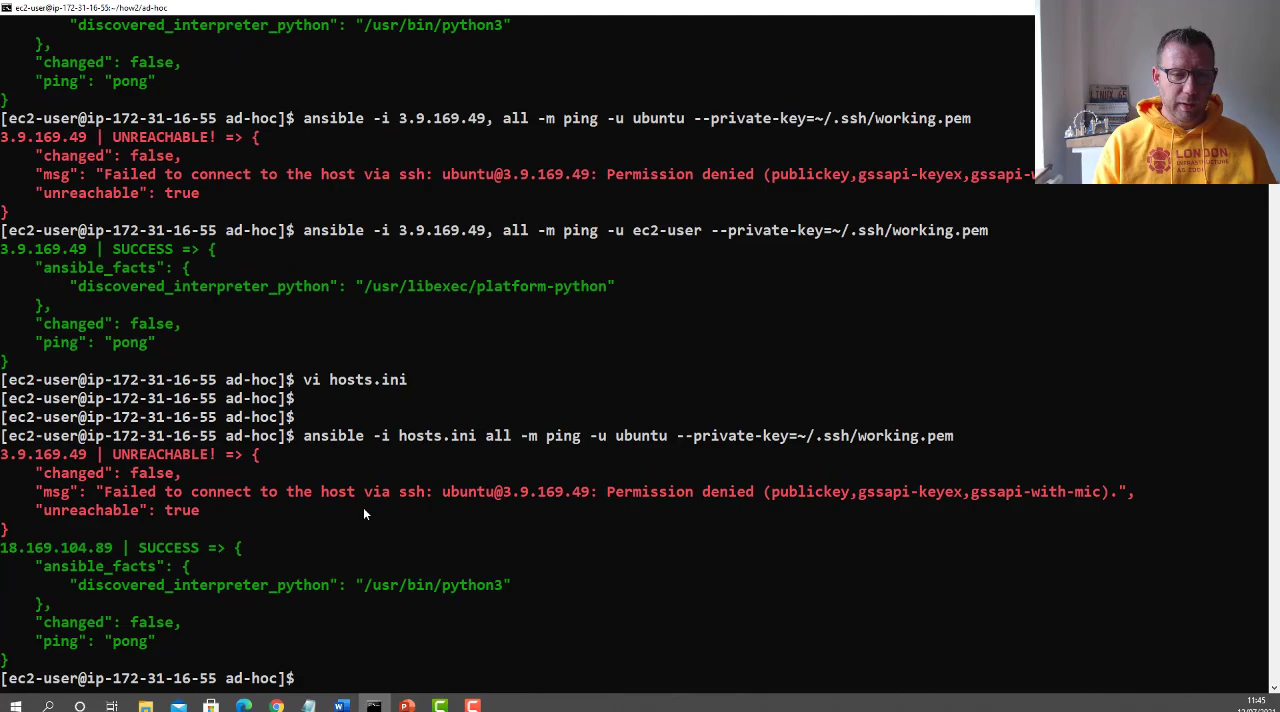 ec2-user@ip-172-31-16-55:~/how2/ad-hoc
"discovered_interpreter_python": "/usr/bin/python3"
},
"changed": false,
"ping": "pong"
}
[ec2-user@ip-172-31-16-55 ad-hoc]$ ansible -i 3.9.169.49, all -m ping -u ubuntu --private-key=~/.ssh/working.pem
3.9.169.49 | UNREACHABLE! => {
"changed": false,
"msg": "Failed to connect to the host via ssh: ubuntu@3.9.169.49: Permission denied (publickey,gssapi-keyex,gssapi-w
"unreachable": true
}
[ec2-user@ip-172-31-16-55 ad-hoc]$ ansible -i 3.9.169.49, all -m ping -u ec2-user --private-key=~/.ssh/working.pem
3.9.169.49 | SUCCESS => {
"ansible_facts": {
"discovered_interpreter_python": "/usr/libexec/platform-python"
},
"changed": false,
"ping": "pong"
}
[ec2-user@ip-172-31-16-55 ad-hoc]$ vi hosts.ini
[ec2-user@ip-172-31-16-55 ad-hoc]$
[ec2-user@ip-172-31-16-55 ad-hoc]$
[ec2-user@ip-172-31-16-55 ad-hoc]$ ansible -i hosts.ini all -m ping -u ubuntu --private-key=~/.ssh/working.pem
3.9.169.49 | UNREACHABLE! => {
"changed": false,
"msg": "Failed to connect to the host via ssh: ubuntu@3.9.169.49: Permission denied (publickey,gssapi-keyex,gssapi-with-mic).",
"unreachable": true
}
18.169.104.89 | SUCCESS => {
"ansible_facts": {
"discovered_interpreter_python": "/usr/bin/python3"
},
"changed": false,
"ping": "pong"
}
[ec2-user@ip-172-31-16-55 ad-hoc]$
LINUX
LONDON
INFRASTRUCTURE
11:45